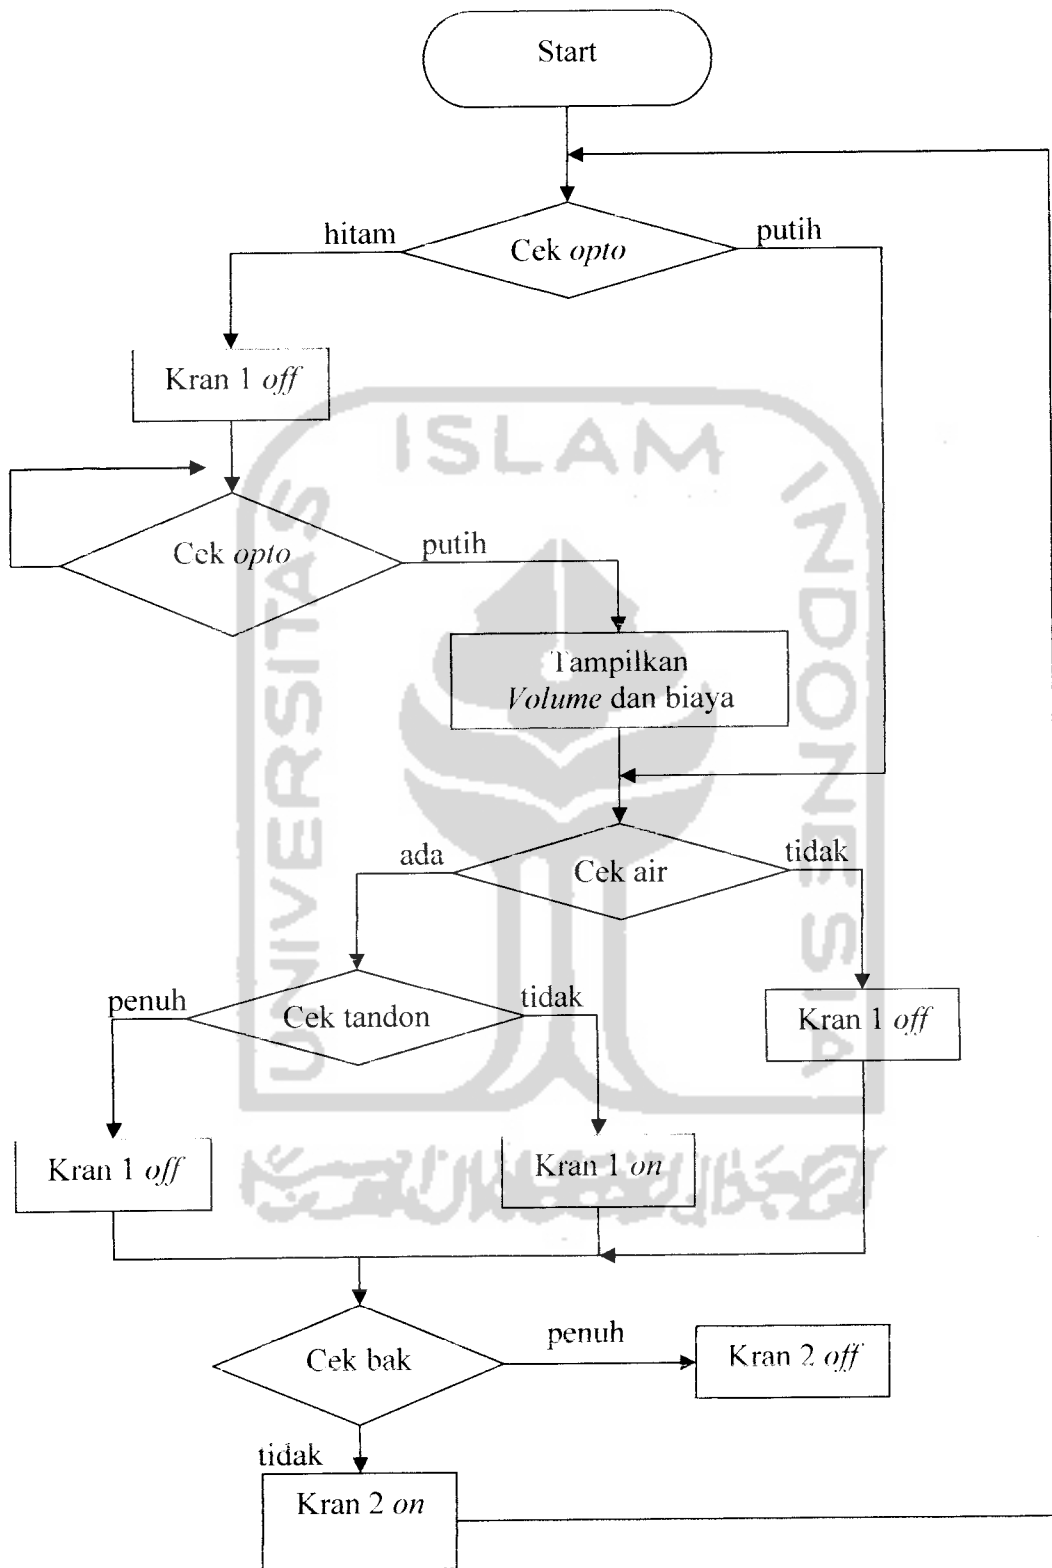 Start
hitam
Cek opto
putih
Kran 1 off
ISLAM
UNIVERSITAS
INDONESIA
Cek opto
putih
Tampilkan
Volume dan biaya
ada
Cek air
tidak
penuh
Cek tandon
tidak
Kran 1 off
Kran 1 off
Kran 1 on
Cek bak
penuh
Kran 2 off
tidak
Kran 2 on